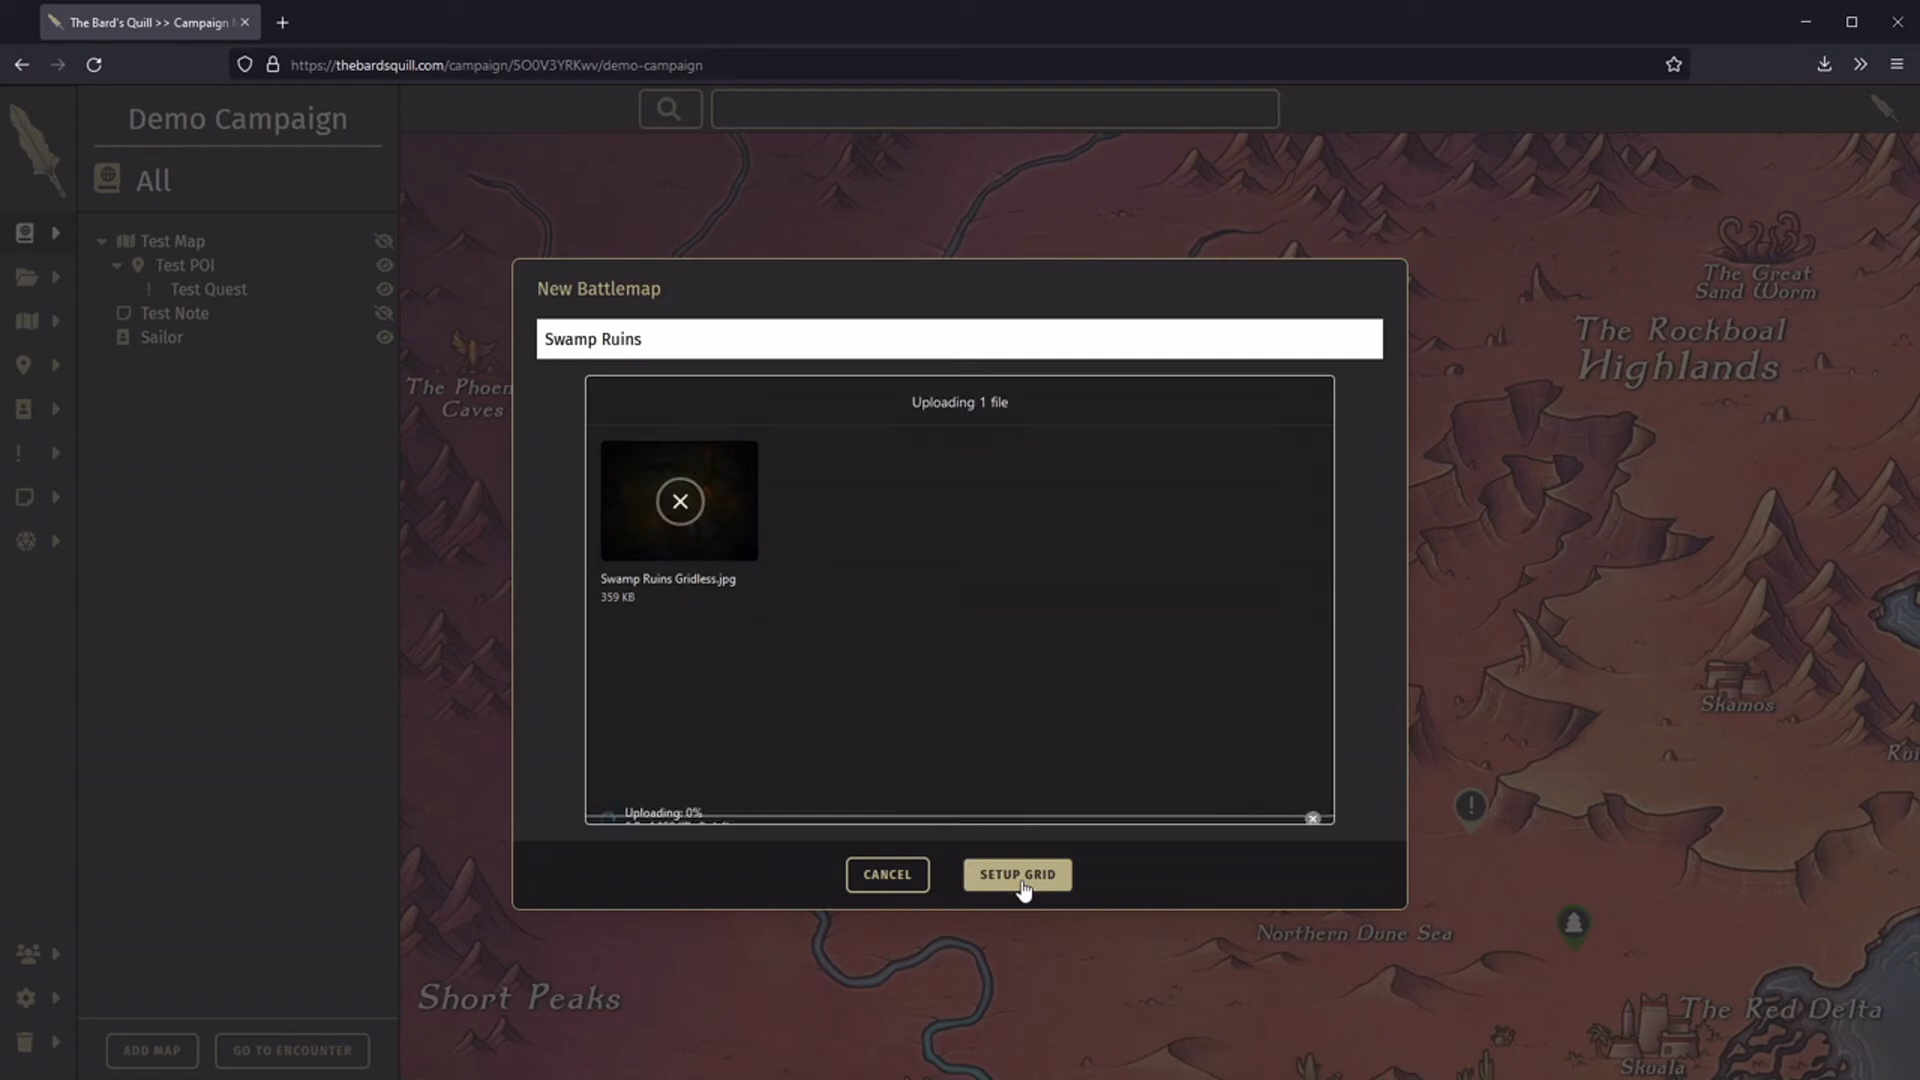 The Bard's Quill >> Campaign
https://thebardsquill.com/campaign/5O0V3YRKwv/demo-campaign
Demo Campaign
All
Test Map
Test POI
Test Quest
Test Note
Sailor
ADD MAP
GO TO ENCOUNTER
New Battlemap
Swamp Ruins
Uploading 1 file
Swamp Ruins Gridless.jpg
359 KB
Uploading: 0%
CANCEL
SETUP GRID
The Great
Sand Worm
The Rockboal
Highlands
The Phoen
Caves
Skamos
Northern Dune Sea
Short Peaks
The Red Delta
Skuala